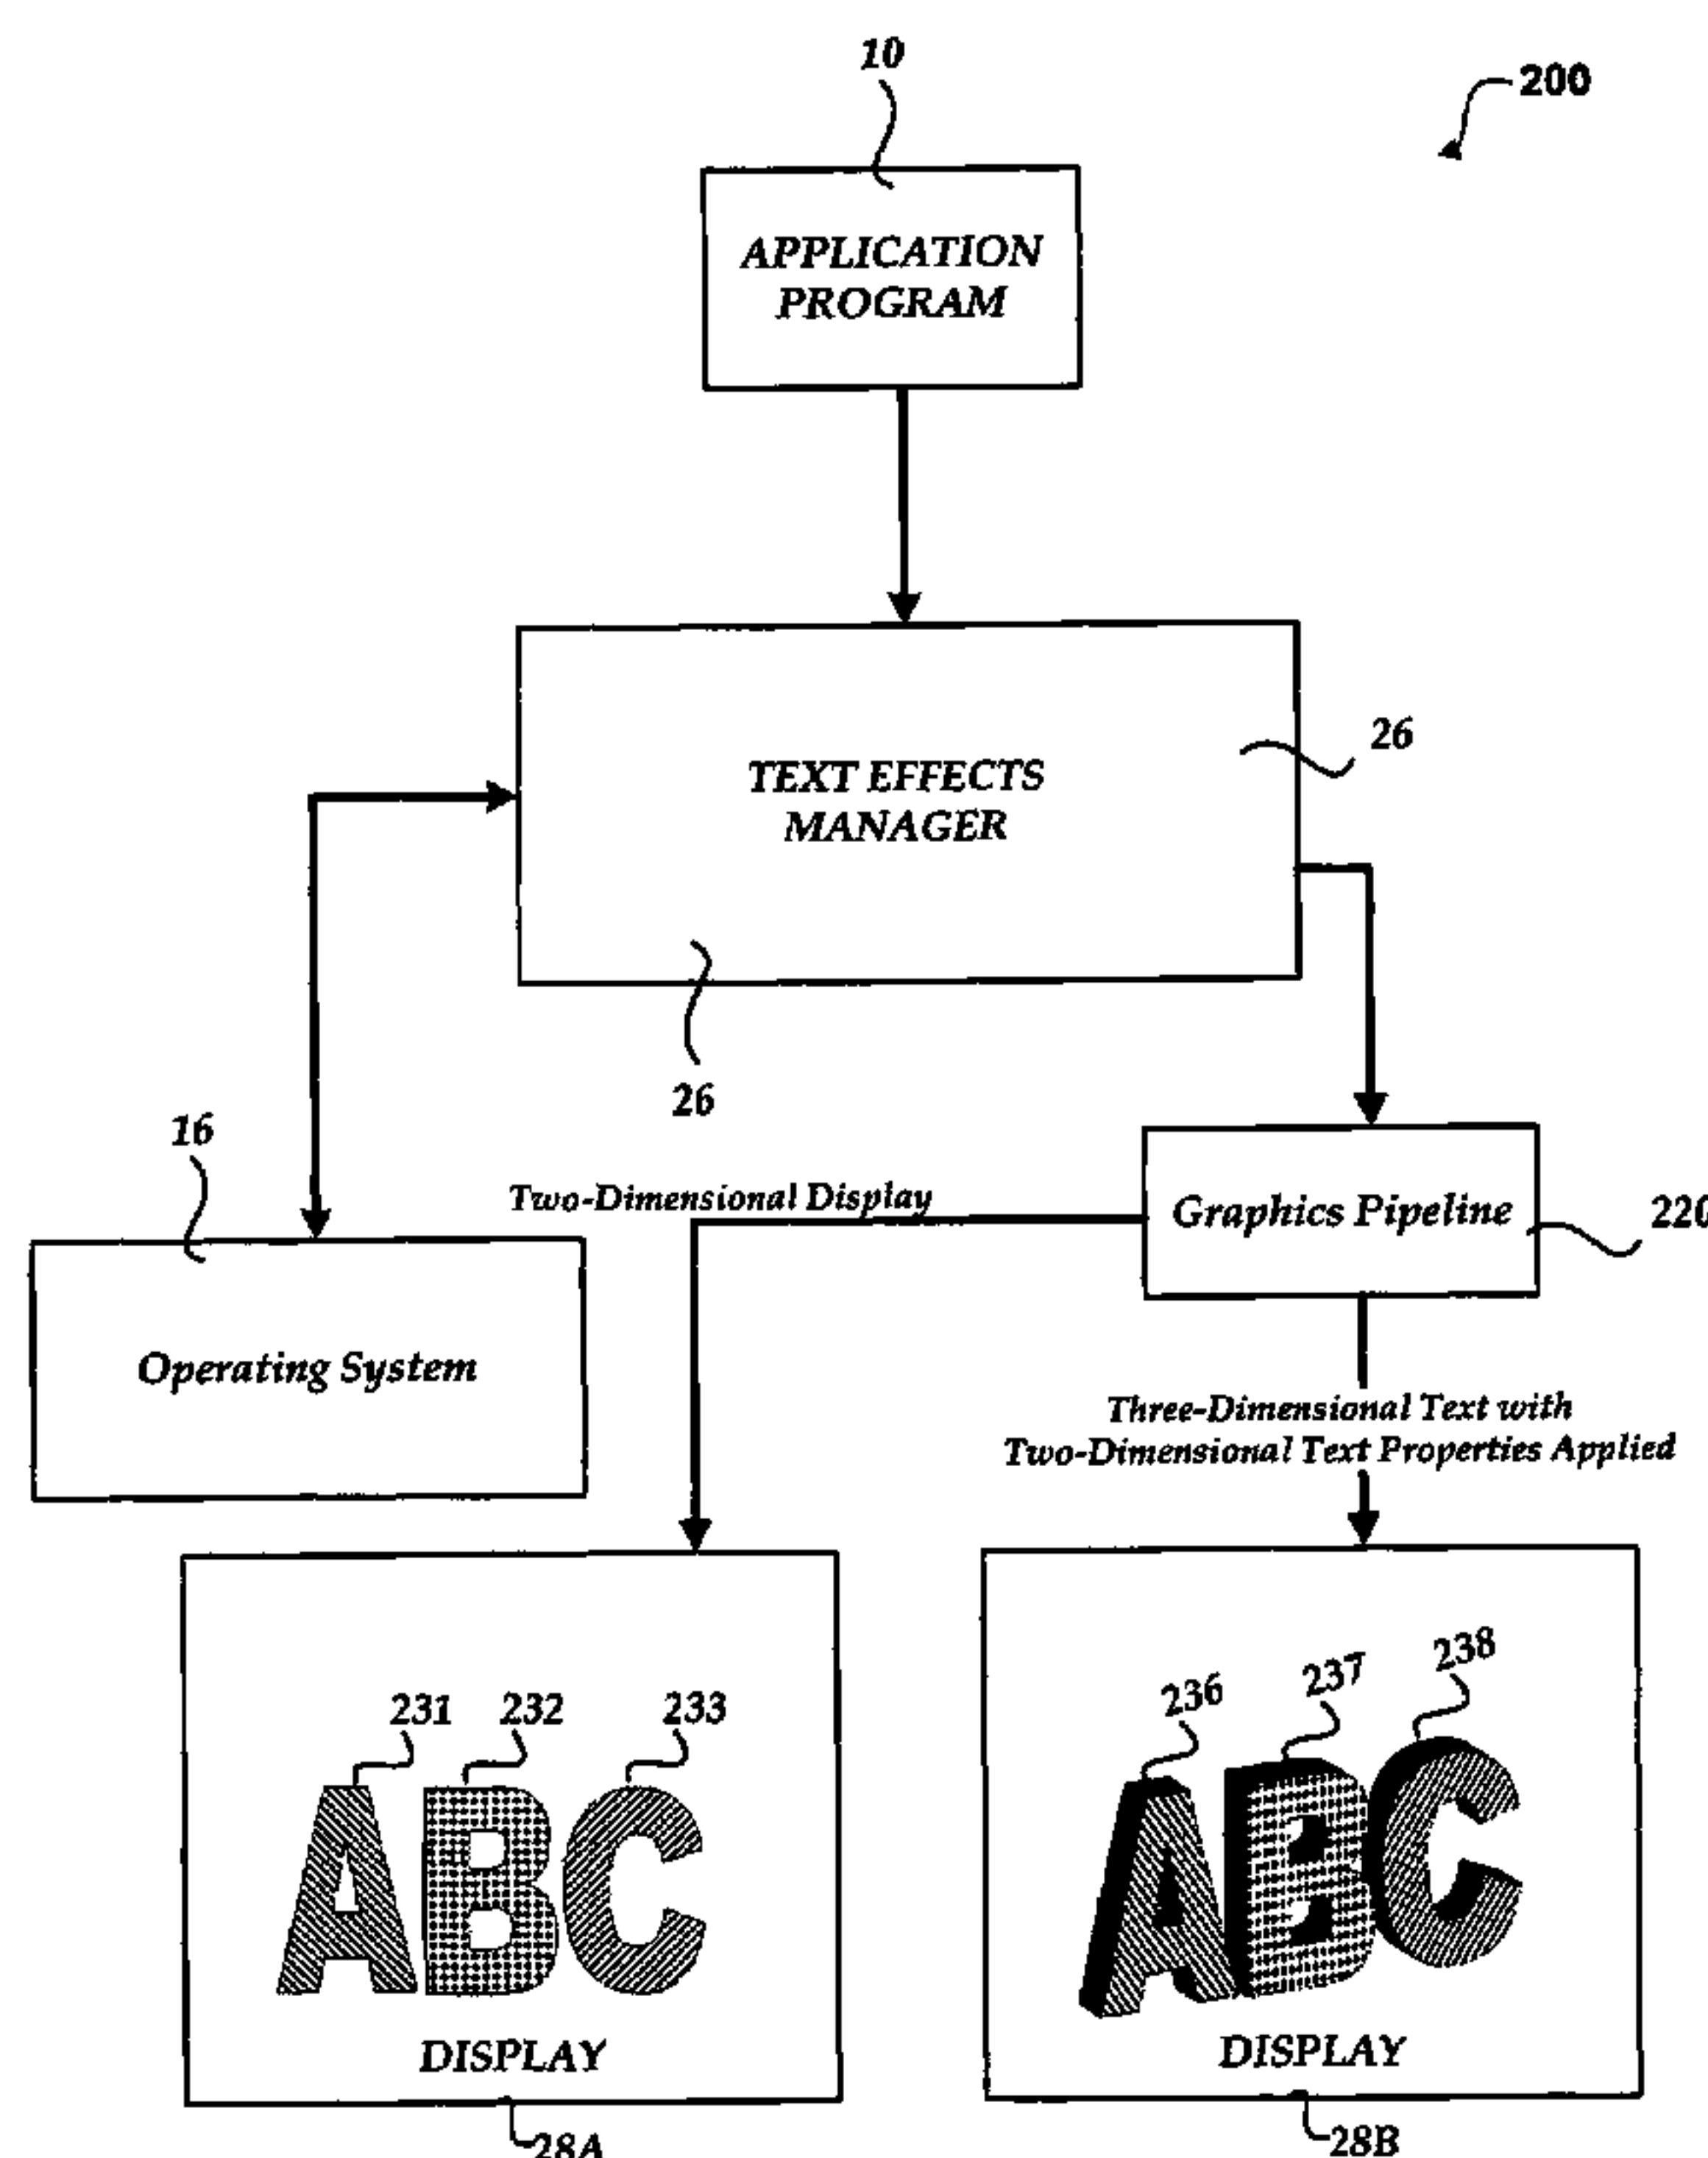 10
200
APPLICATION
PROGRAM
26
TEXT EFFECTS
MANAGER
26
16
Two-Dimensional Display
Graphics Pipeline
220
Operating System
Three-Dimensional Text with
Two-Dimensional Text Properties Applied
231 232 233
236 237 238
ABC
ABC
DISPLAY
DISPLAY
28A
28B